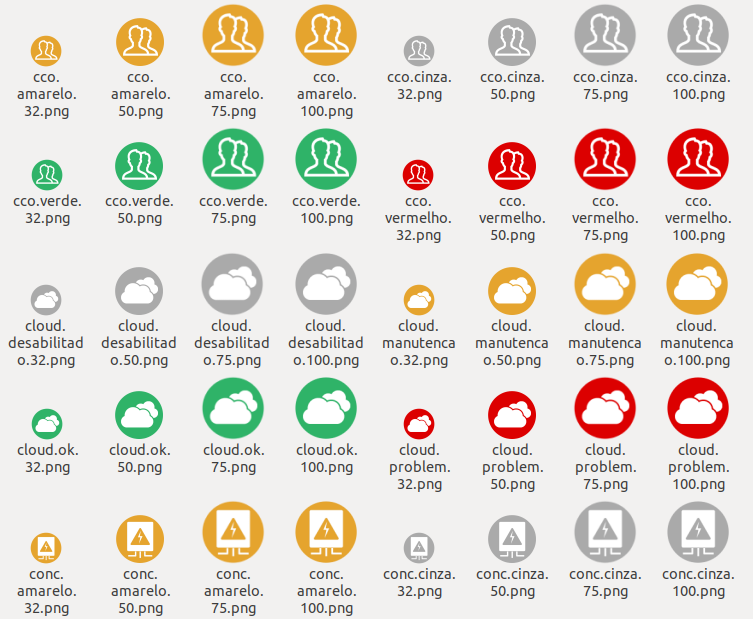 cco.
amarelo.
32.png
cco.
amarelo.
50.png
cco.
amarelo.
75.png
cco.
amarelo.
100.png
cco.cinza.
32.png
cco.cinza.
50.png
cco.cinza.
75.png
cco.cinza.
100.png
cco.verde.
32.png
cco.verde.
50.png
cco.verde.
75.png
cco.verde.
100.png
cco.
vermelho.
32.png
cco.
vermelho.
50.png
cco.
vermelho.
75.png
cco.
vermelho.
100.png
cloud.
desabilitad
o.32.png
cloud.
desabilitad
o.50.png
cloud.
desabilitad
o.75.png
cloud.
desabilitad
o.100.png
cloud.
manutenca
o.32.png
cloud.
manutenca
o.50.png
cloud.
manutenca
o.75.png
cloud.
manutenca
o.100.png
cloud.ok.
32.png
cloud.ok.
50.png
cloud.ok.
75.png
cloud.ok.
100.png
cloud.
problem.
32.png
cloud.
problem.
50.png
cloud.
problem.
75.png
cloud.
problem.
100.png
conc.
amarelo.
32.png
conc.
amarelo.
50.png
conc.
amarelo.
75.png
conc.
amarelo.
100.png
conc.cinza.
32.png
conc.cinza.
50.png
conc.cinza.
75.png
conc.cinza.
100.png